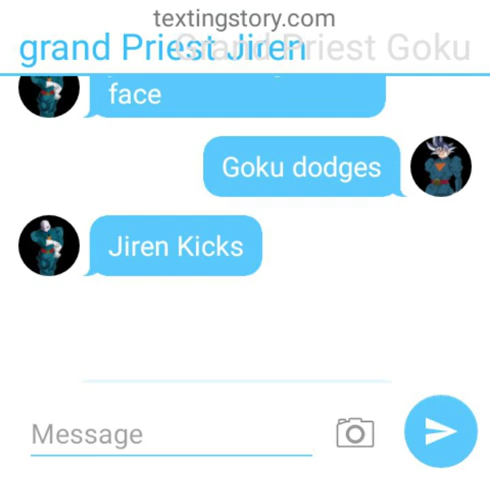 textingstory.com
grand Priest Jiren Grand Priest Goku
face
Goku dodges
Jiren Kicks
Message